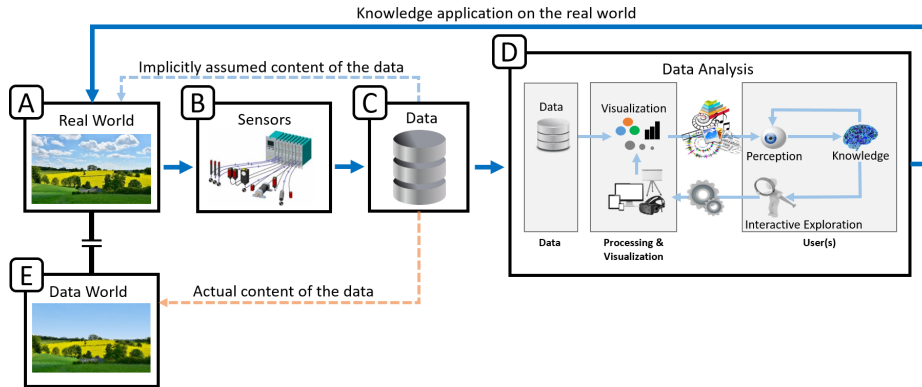 Knowledge application on the real world
Implicitly assumed content of the data
A
Real World
B
Sensors
C
Data
D
Data Analysis
Data
Visualization
Perception
Knowledge
Interactive Exploration
Data
Processing &
Visualization
User(s)
E
Data World
Actual content of the data